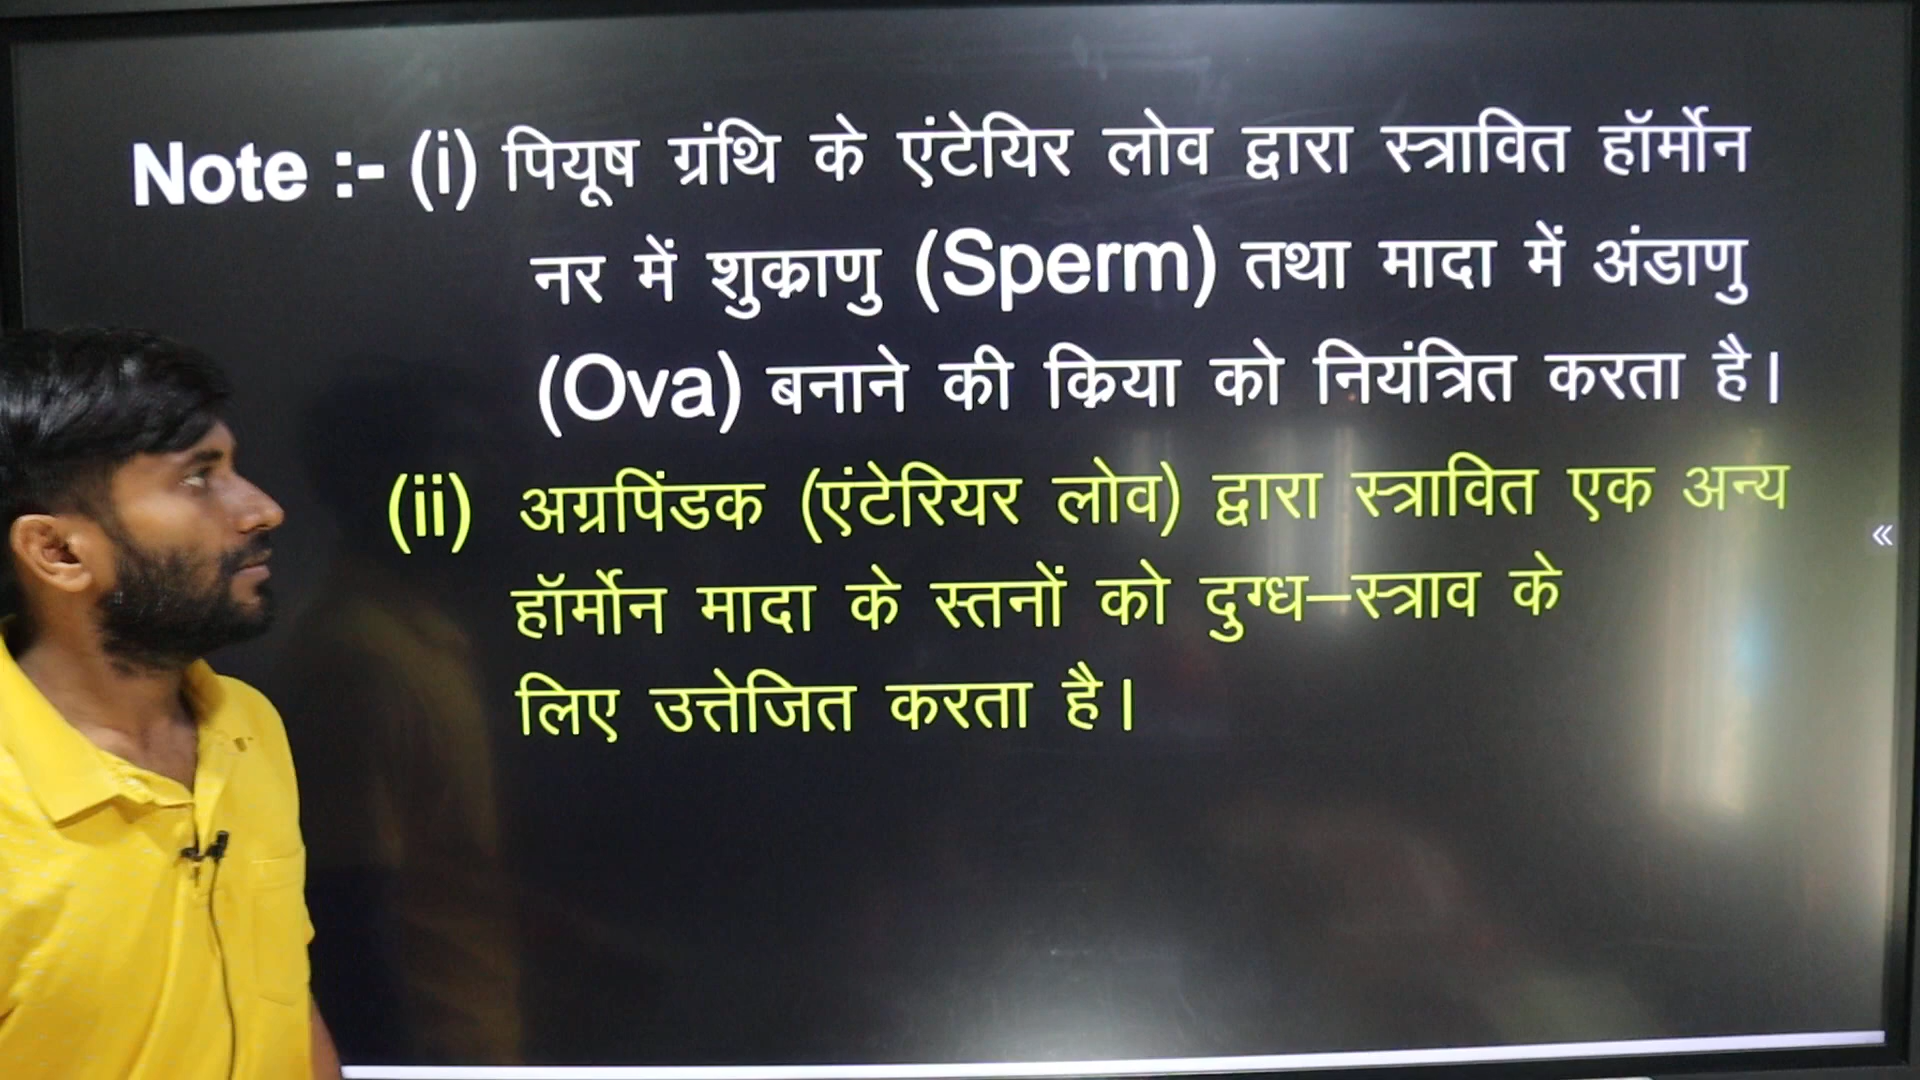 Note :- (i) पियूष ग्रंथि के एंटेयिर लोव द्वारा स्त्रावित हॉर्मोन
नर में शुक्राणु (Sperm) तथा मादा में अंडाणु
(Ova) बनाने की क्रिया को नियंत्रित करता है।
(ii) अग्रपिंडक (एंटेरियर लोव) द्वारा स्त्रावित एक अन्य
हॉर्मोन मादा के स्तनों को दुग्ध–स्त्राव के
लिए उत्तेजित करता है।